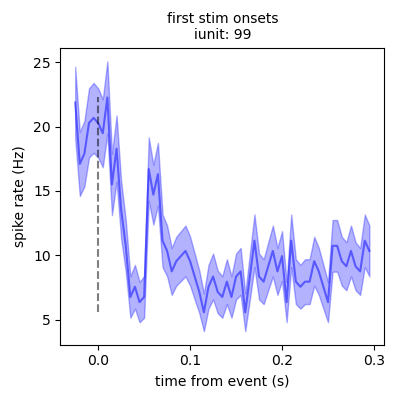 first stim onsets
iunit: 99
spike rate (Hz)
25
20
15
10
5
0.0
0.1
0.2
0.3
time from event (s)